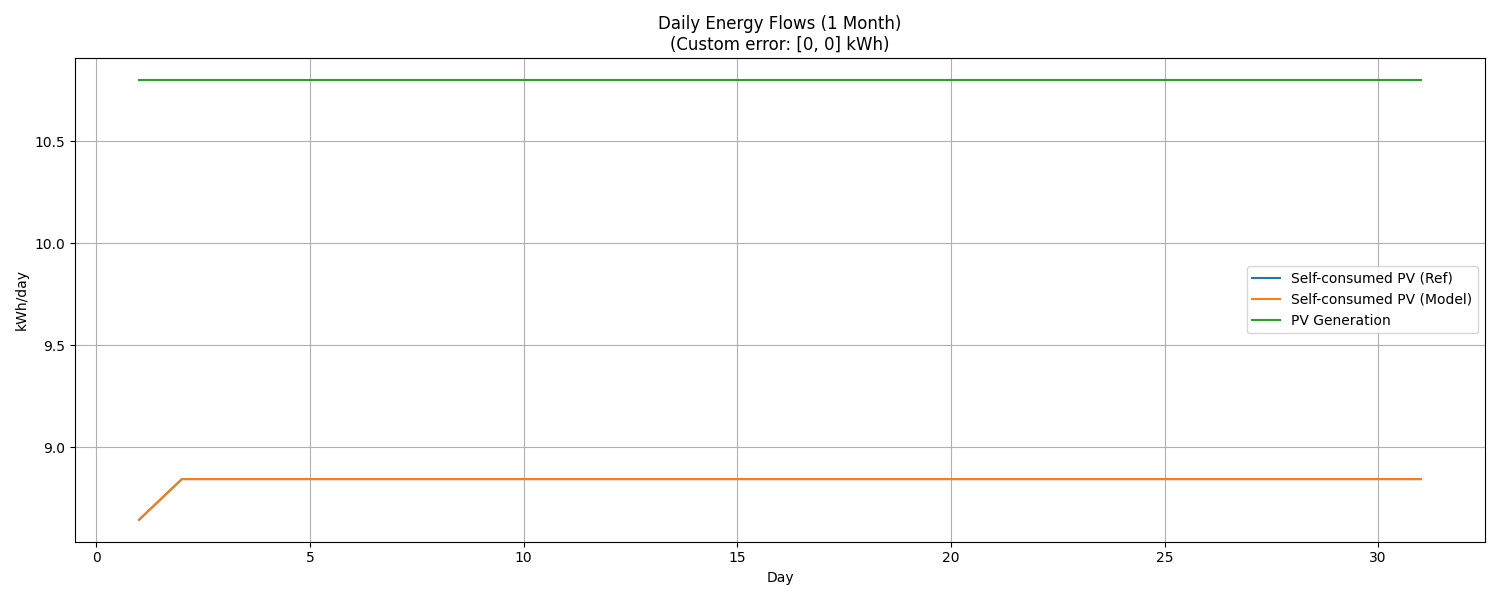 Daily Energy Flows (1 Month)
(Custom error: [0, 0] kWh)
kWh/day
10.5
10.0
9.5
9.0
Self-consumed PV (Ref)
Self-consumed PV (Model)
PV Generation
0 5 10 15 20 25 30
Day